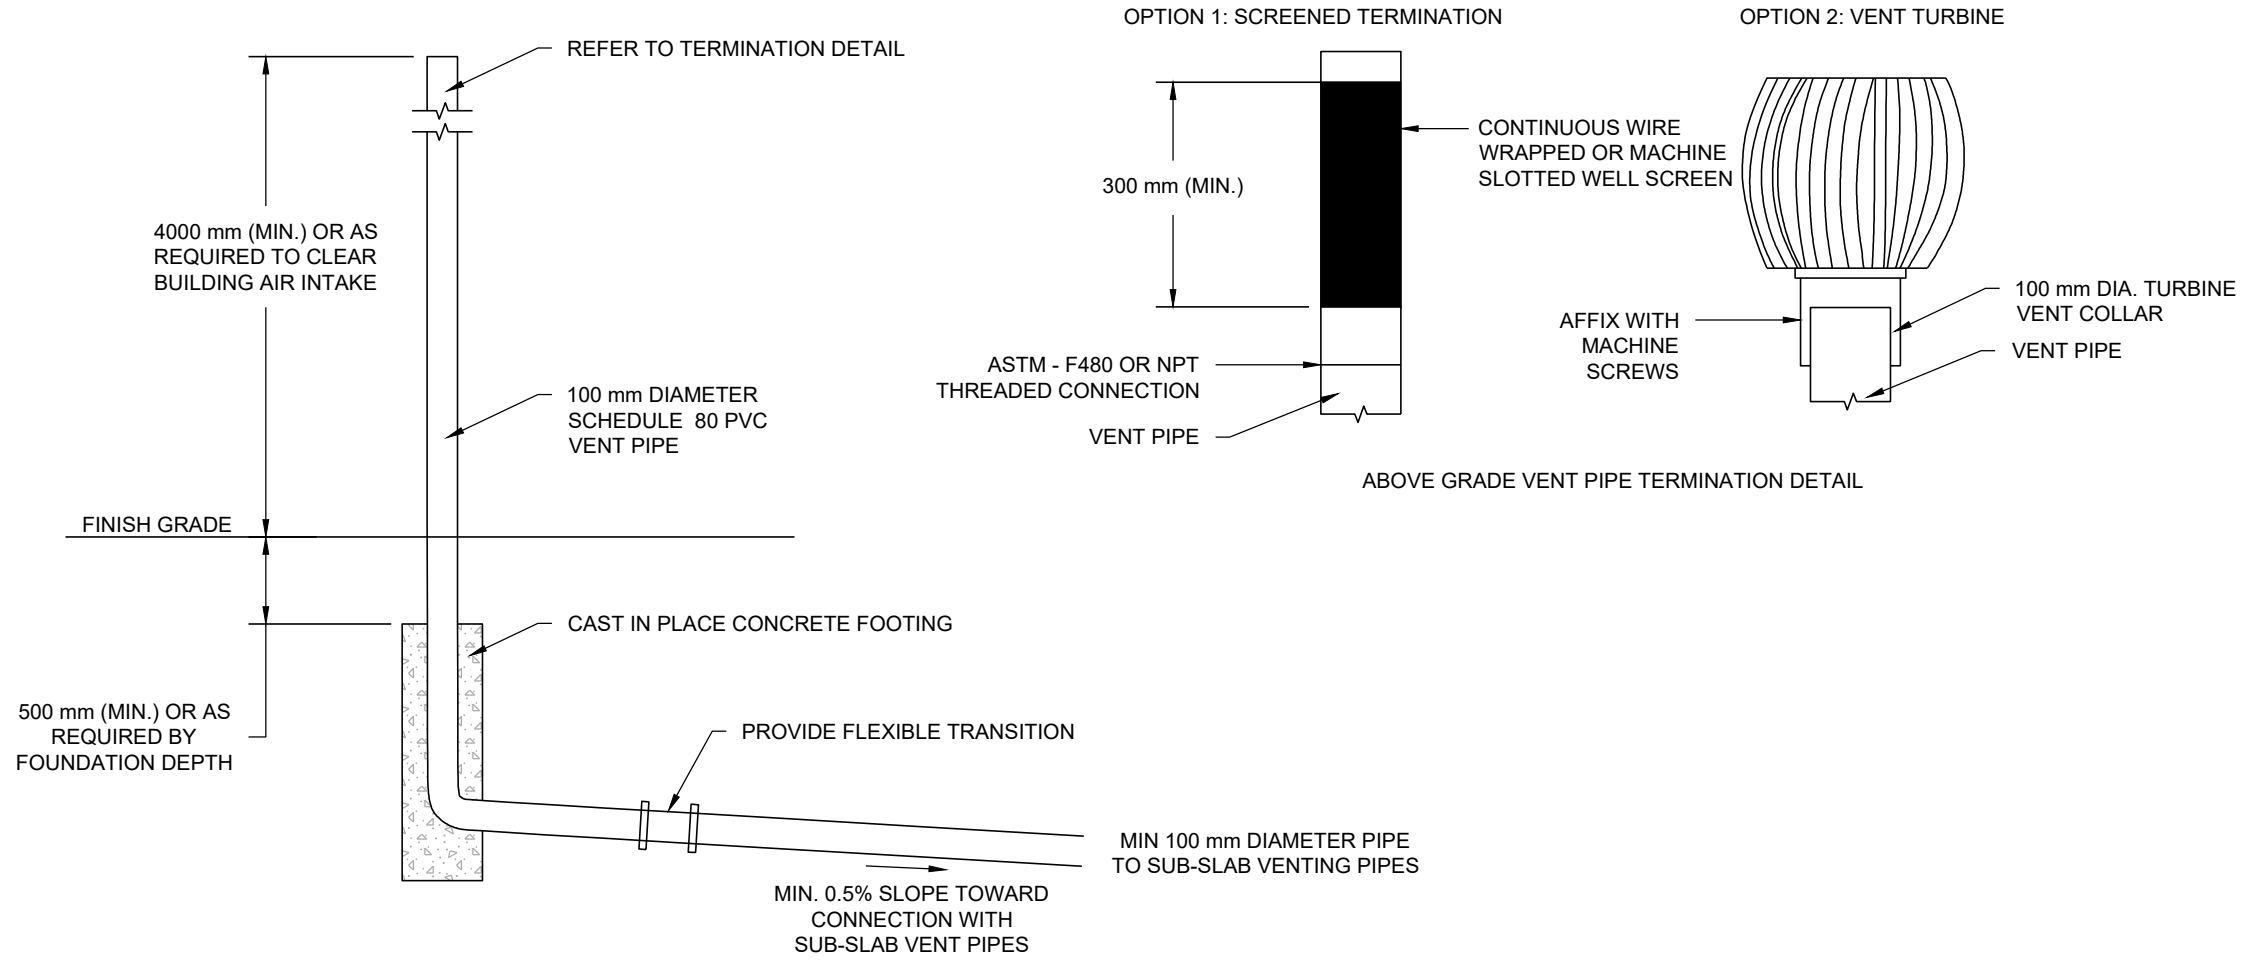 OPTION 1: SCREENED TERMINATION
OPTION 2: VENT TURBINE
REFER TO TERMINATION DETAIL
4000 mm (MIN.) OR AS
REQUIRED TO CLEAR
BUILDING AIR INTAKE
100 mm DIAMETER
SCHEDULE 80 PVC
VENT PIPE
FINISH GRADE
CAST IN PLACE CONCRETE FOOTING
500 mm (MIN.) OR AS
REQUIRED BY
FOUNDATION DEPTH
PROVIDE FLEXIBLE TRANSITION
MIN 100 mm DIAMETER PIPE
TO SUB-SLAB VENTING PIPES
MIN. 0.5% SLOPE TOWARD
CONNECTION WITH
SUB-SLAB VENT PIPES
300 mm (MIN.)
CONTINUOUS WIRE
WRAPPED OR MACHINE
SLOTTED WELL SCREEN
ASTM - F480 OR NPT
THREADED CONNECTION
VENT PIPE
AFFIX WITH
MACHINE
SCREWS
100 mm DIA. TURBINE
VENT COLLAR
VENT PIPE
ABOVE GRADE VENT PIPE TERMINATION DETAIL